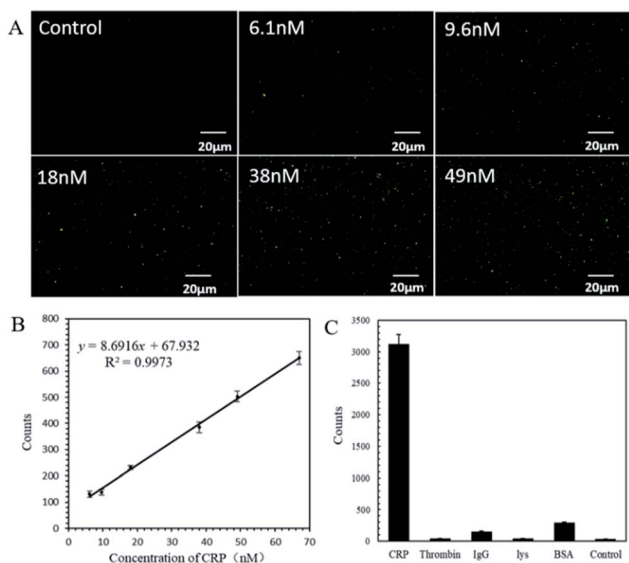 A
Control
6.1nM
9.6nM
20μm
20μm
20μm
18nM
38nM
49nM
20μm
20μm
20μm
B
800
700
600
500
400
300
200
100
0
Counts
y = 8.6916x + 67.932
R² = 0.9973
0 10 20 30 40 50 60 70
Concentration of CRP（nM）
C
3500
3000
2500
2000
1500
1000
500
0
Counts
CRP Thrombin IgG lys BSA Control